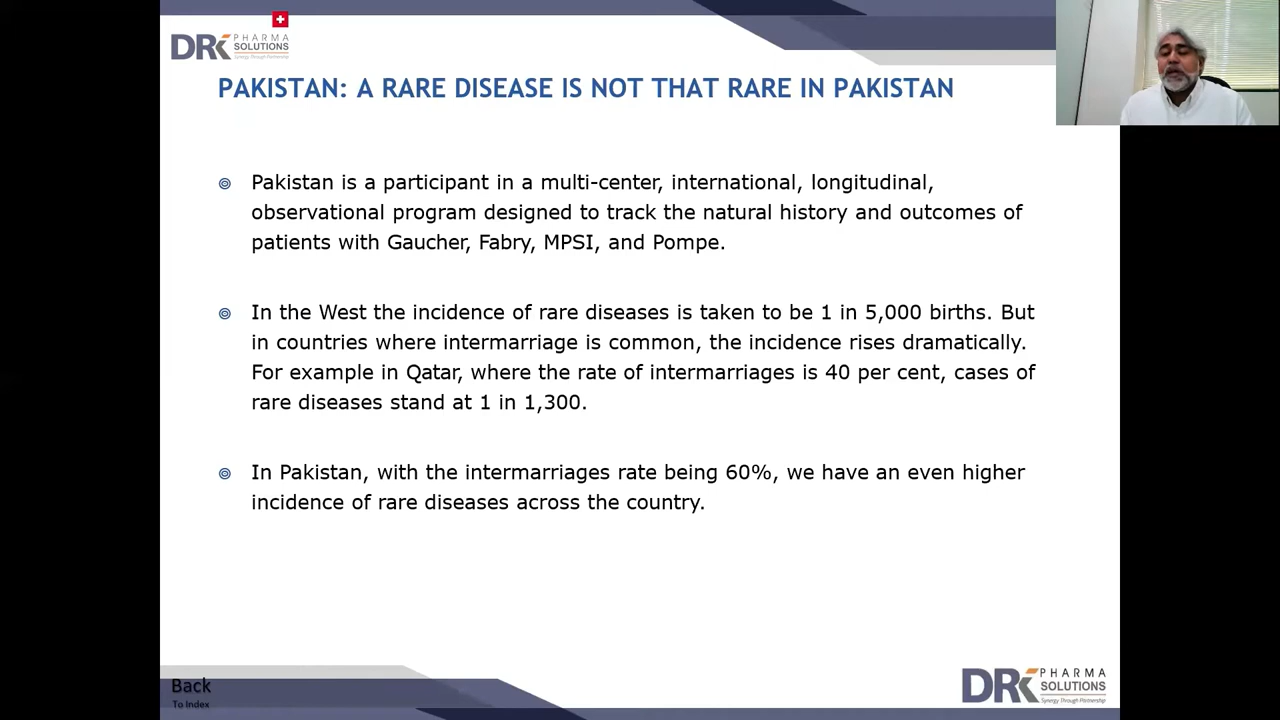 DRK PHARMA SOLUTIONS
Synergy Through Partnership
PAKISTAN: A RARE DISEASE IS NOT THAT RARE IN PAKISTAN
Pakistan is a participant in a multi-center, international, longitudinal,
observational program designed to track the natural history and outcomes of
patients with Gaucher, Fabry, MPSI, and Pompe.
In the West the incidence of rare diseases is taken to be 1 in 5,000 births. But
in countries where intermarriage is common, the incidence rises dramatically.
For example in Qatar, where the rate of intermarriages is 40 per cent, cases of
rare diseases stand at 1 in 1,300.
In Pakistan, with the intermarriages rate being 60%, we have an even higher
incidence of rare diseases across the country.
Back
To Index
DRK PHARMA SOLUTIONS
Synergy Through Partnership